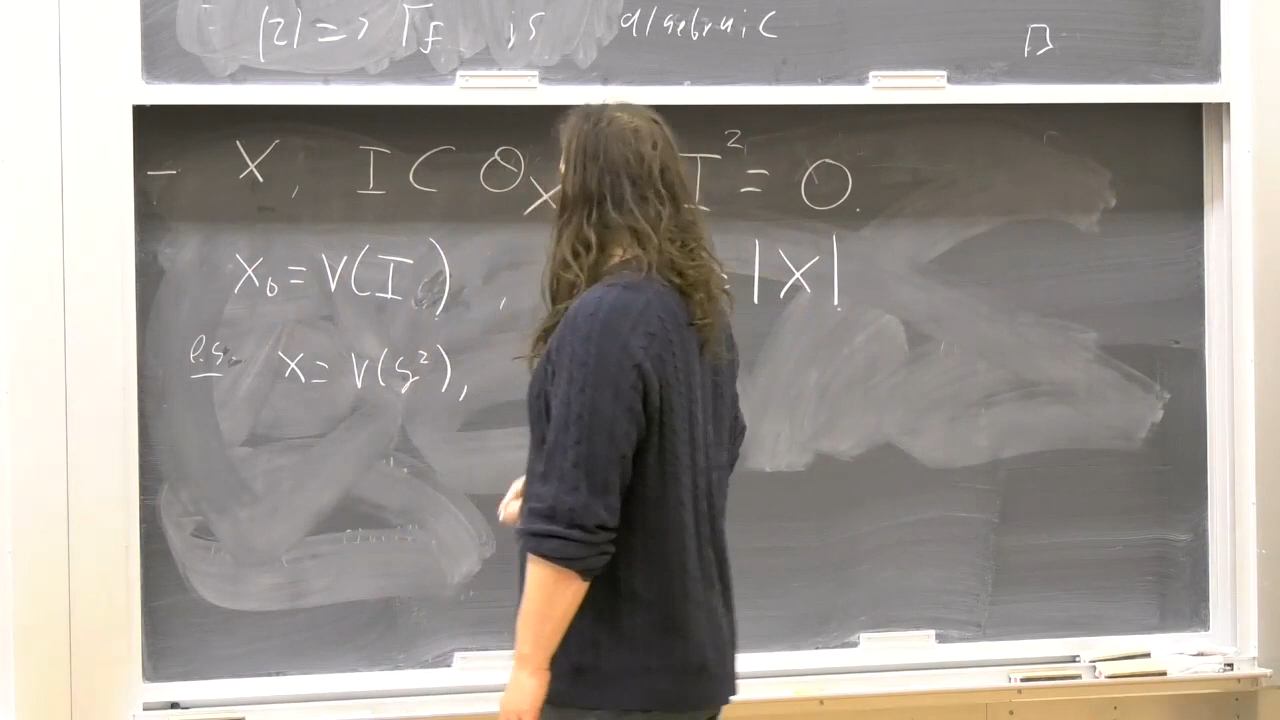 (2) => Γ_f is algebraic
- X, I ⊂ O_X I² = 0.
X₀ = V(I), = |X|
e.g. X = V(y²),